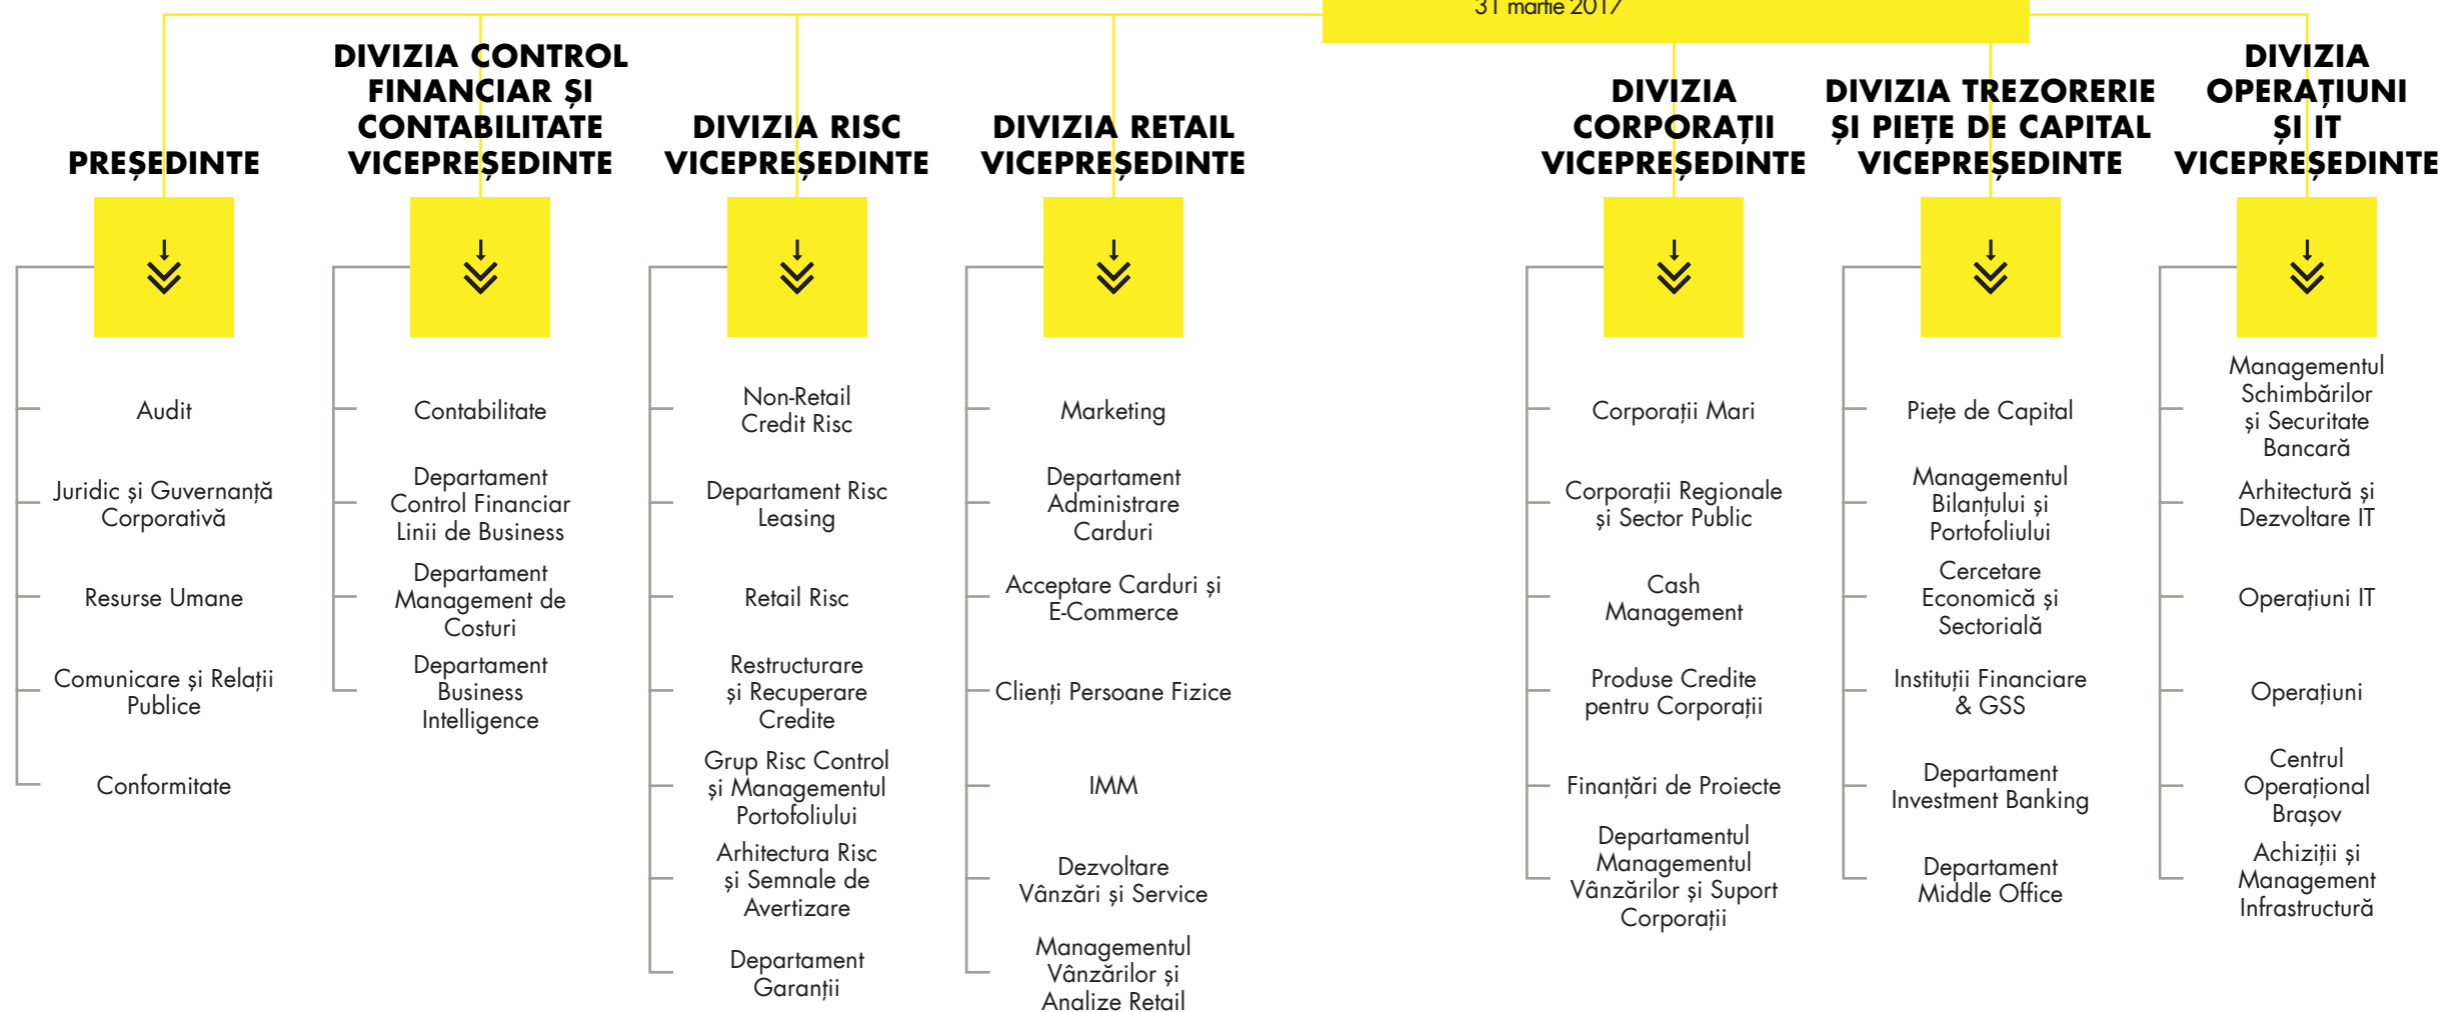 31 martie 2017
PREȘEDINTE
Audit
Juridic și Guvernanță
Corporativă
Resurse Umane
Comunicare și Relații
Publice
Conformitate
DIVIZIA CONTROL
FINANCIAR ȘI
CONTABILITATE
VICEPREȘEDINTE
Contabilitate
Departament
Control Financiar
Linii de Business
Departament
Management de
Costuri
Departament
Business
Intelligence
DIVIZIA RISC
VICEPREȘEDINTE
Non-Retail
Credit Risc
Departament Risc
Leasing
Retail Risc
Restructurare
și Recuperare
Credite
Grup Risc Control
și Managementul
Portofoliului
Arhitectura Risc
și Semnale de
Avertizare
Departament
Garanții
DIVIZIA RETAIL
VICEPREȘEDINTE
Marketing
Departament
Administrare
Carduri
Acceptare Carduri și
E-Commerce
Clienți Persoane Fizice
IMM
Dezvoltare
Vânzări și Service
Managementul
Vânzărilor și
Analize Retail
DIVIZIA
CORPORAȚII
VICEPREȘEDINTE
Corporații Mari
Corporații Regionale
și Sector Public
Cash
Management
Produse Credite
pentru Corporații
Finanțări de Proiecte
Departamentul
Managementul
Vânzărilor și Suport
Corporații
DIVIZIA TREZORERIE
ȘI PIEȚE DE CAPITAL
VICEPREȘEDINTE
Piețe de Capital
Managementul
Bilanțului și
Portofoliului
Cercetare
Economică și
Sectorială
Instituții Financiare
& GSS
Departament
Investment Banking
Departament
Middle Office
DIVIZIA
OPERAȚIUNI
ȘI IT
VICEPREȘEDINTE
Managementul
Schimbărilor
și Securitate
Bancară
Arhitectură și
Dezvoltare IT
Operațiuni IT
Operațiuni
Centrul
Operațional
Brașov
Achiziții și
Management
Infrastructură